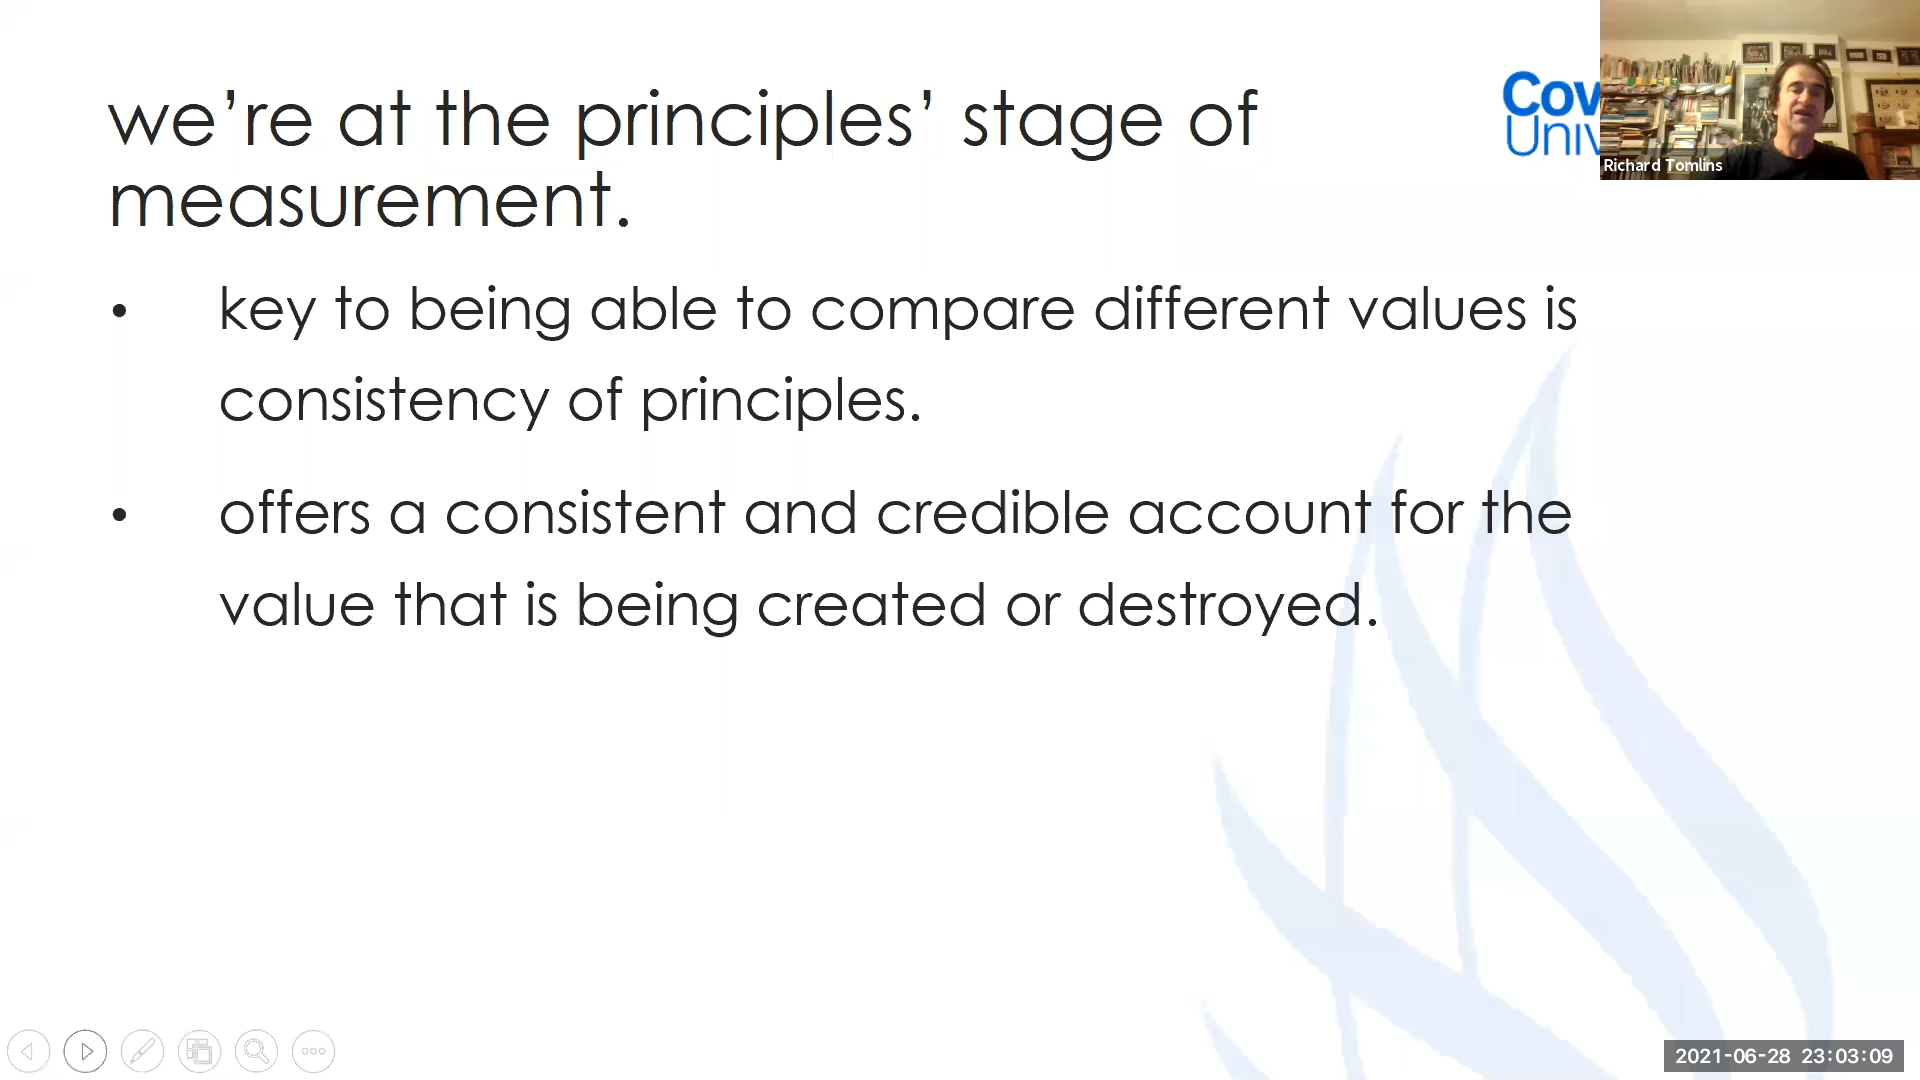 we’re at the principles’ stage of
measurement.
• key to being able to compare different values is
consistency of principles.
• offers a consistent and credible account for the
value that is being created or destroyed.
Cov
Univ
Richard Tomlins
2021-06-28 23:03:09